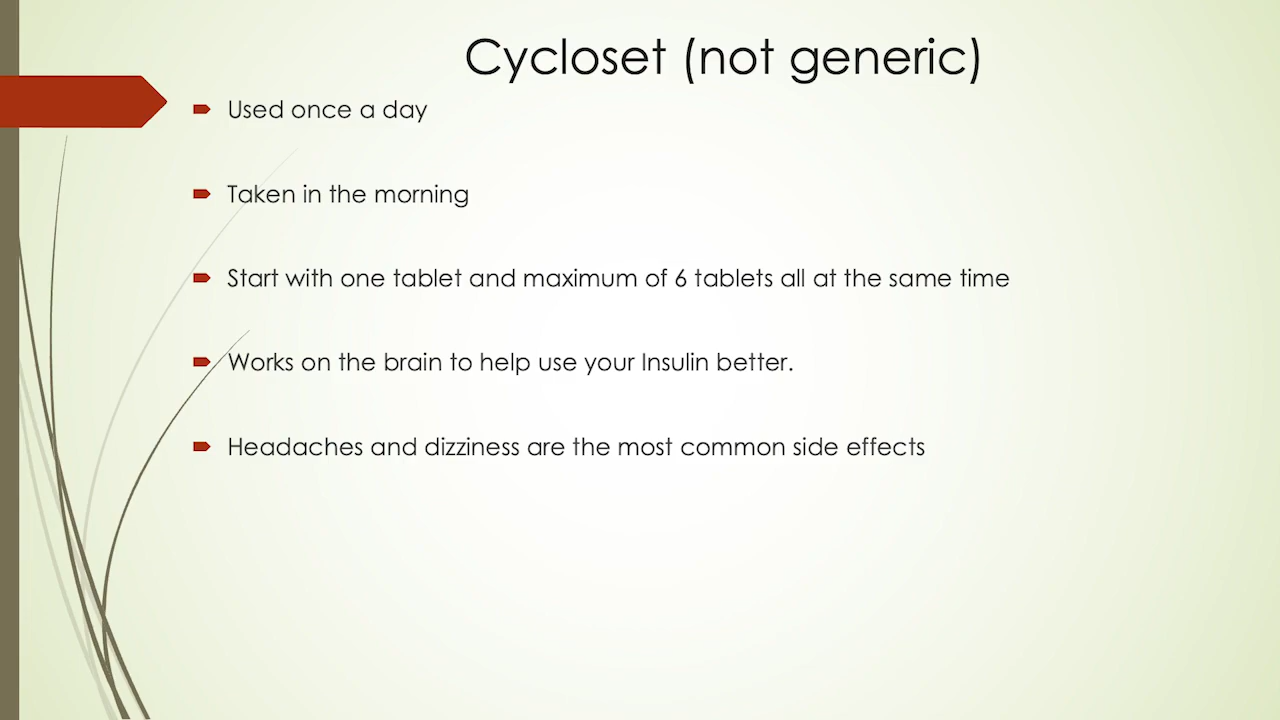 Cycloset (not generic)
Used once a day
Taken in the morning
Start with one tablet and maximum of 6 tablets all at the same time
Works on the brain to help use your Insulin better.
Headaches and dizziness are the most common side effects